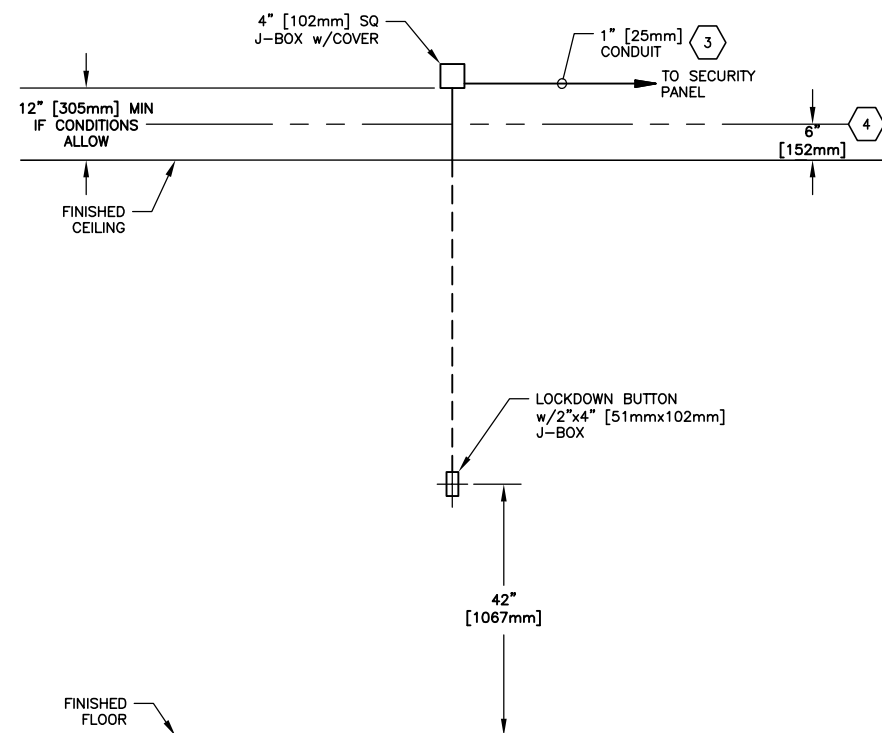 4" [102mm] SQ
J-BOX w/COVER
1" [25mm]
CONDUIT
3
TO SECURITY
PANEL
12" [305mm] MIN
IF CONDITIONS
ALLOW
4
6"
[152mm]
FINISHED
CEILING
LOCKDOWN BUTTON
w/2"x4" [51mmx102mm]
J-BOX
42"
[1067mm]
FINISHED
FLOOR